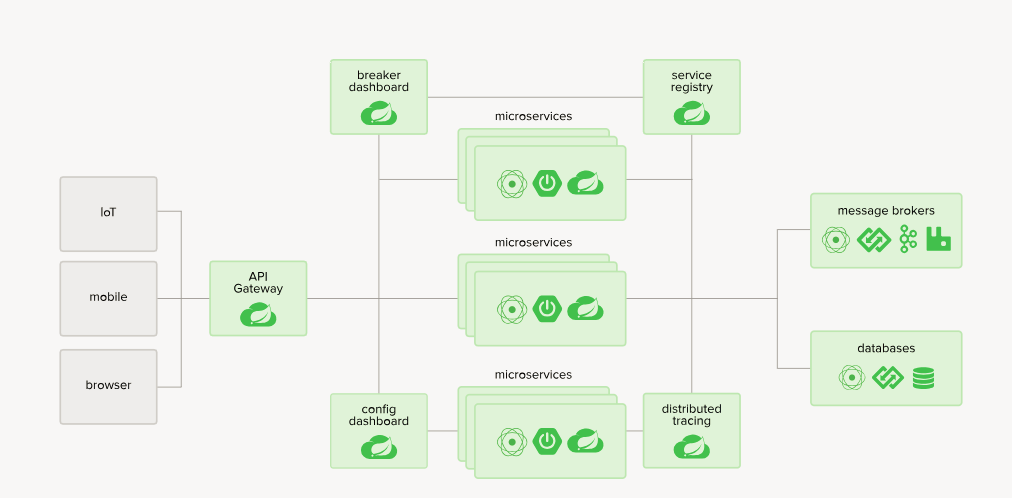 breaker
dashboard
service
registry
microservices
IoT
message brokers
microservices
API
Gateway
mobile
databases
microservices
browser
config
dashboard
distributed
tracing